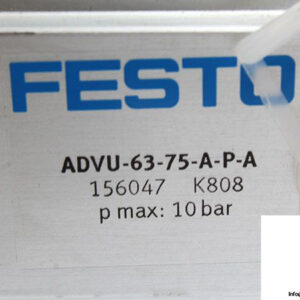 FESTO
ADVU-63-75-A-P-A
156047 K808
p max: 10 bar